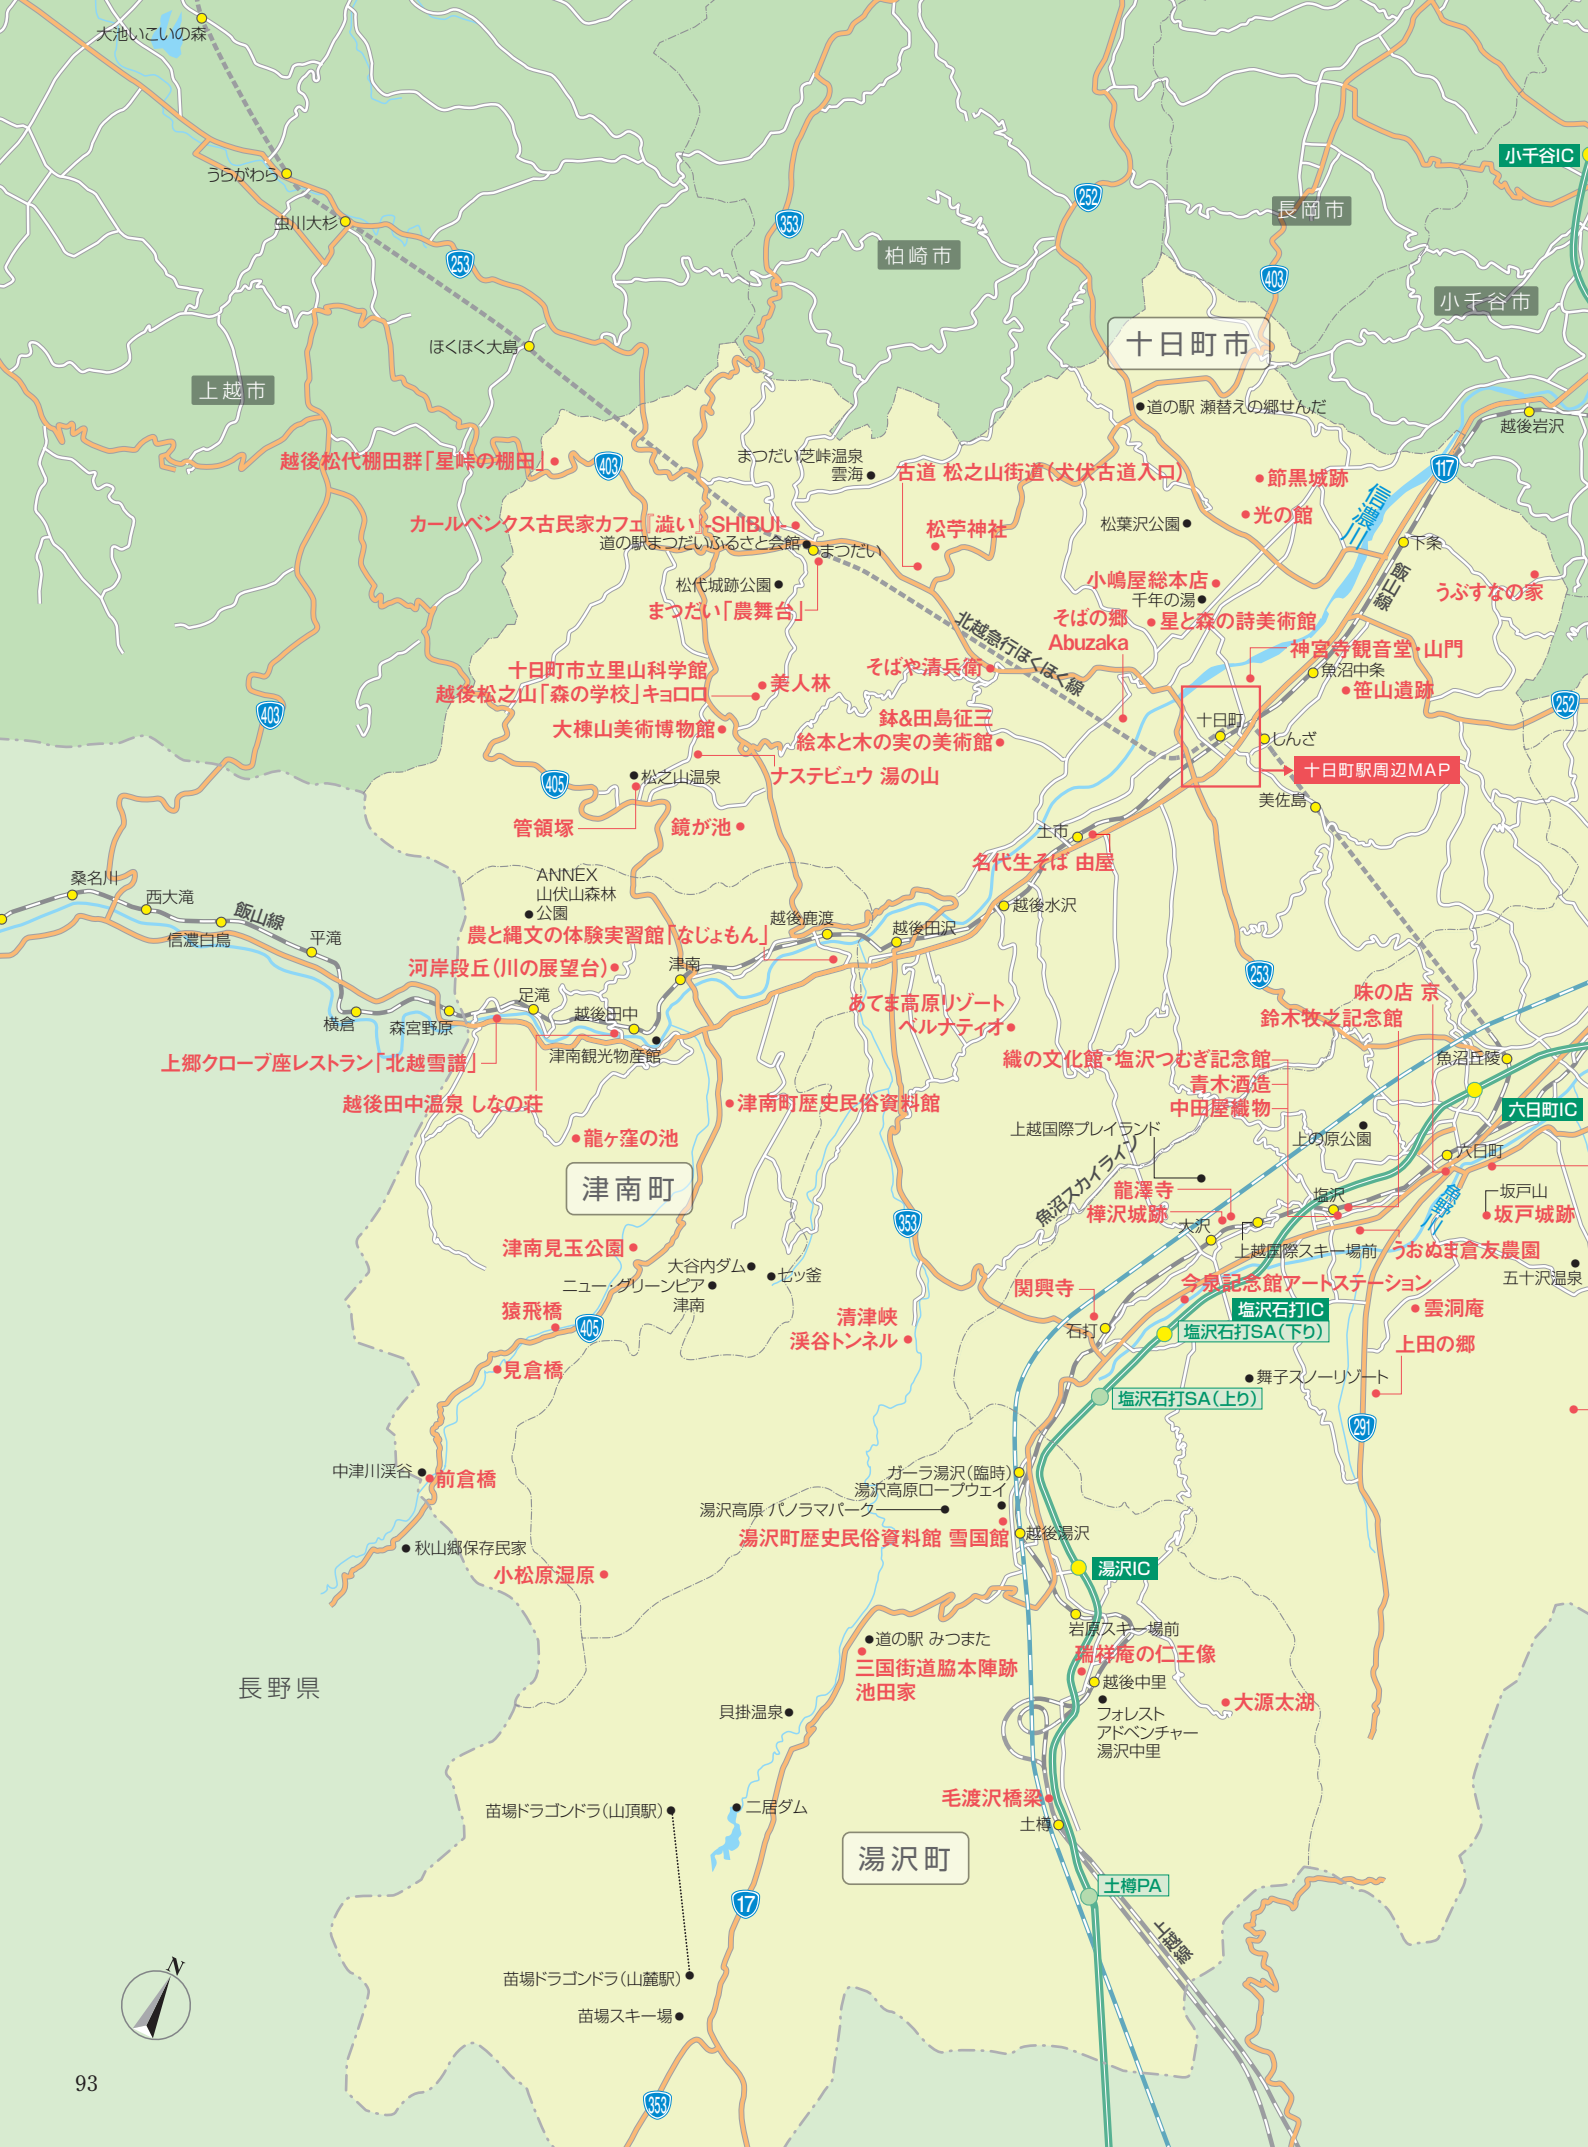 大池いこいの森
うらがわら
虫川大杉
253
353
252
長岡市
小千谷IC
柏崎市
403
小千谷市
ほくほく大島
十日町市
上越市
道の駅 瀬替えの郷せんだ
越後岩沢
越後松代棚田群「星峠の棚田」
403
まつだい芝峠温泉
雲海
古道 松之山街道(犬伏古道入口)
節黒城跡
117
信濃川
カールベンクス古民家カフェ『澁い』-SHIBUI-
松苧神社
松葉沢公園
光の館
道の駅まつだいふるさと会館
まつだい
下条
飯山線
松代城跡公園
小嶋屋総本店
千年の湯
うぶすなの家
まつだい「農舞台」
北越急行ほくほく線
そばの郷
Abuzaka
星と森の詩美術館
神宮寺観音堂・山門
十日町市立里山科学館
越後松之山「森の学校」キョロロ
美人林
そばや清兵衛
魚沼中条
笹山遺跡
403
大棟山美術博物館
鉢&田島征三
絵本と木の実の美術館
十日町
しんざ
252
405
松之山温泉
ナステビュウ 湯の山
十日町駅周辺MAP
美佐島
管領塚
鏡が池
土市
名代生そば 由屋
桑名川
西大滝
飯山線
信濃白鳥
平滝
ANNEX
山伏山森林
公園
越後鹿渡
越後田沢
越後水沢
農と縄文の体験実習館「なじょもん」
河岸段丘(川の展望台)
津南
253
横倉
森宮野原
足滝
越後田中
津南観光物産館
あてま高原リゾート
ベルナティオ
味の店 京
鈴木牧之記念館
上郷クローブ座レストラン「北越雪譜」
織の文化館・塩沢つむぎ記念館
青木酒造
中田屋織物
魚沼丘陵
越後田中温泉 しなの荘
津南町歴史民俗資料館
六日町IC
龍ヶ窪の池
上越国際プレイランド
上の原公園
六日町
津南町
魚沼スカイライン
龍澤寺
樺沢城跡
塩沢
魚野川
坂戸山
坂戸城跡
353
大沢
上越国際スキー場前
うおぬま倉友農園
津南見玉公園
大谷内ダム
七ッ釜
ニュー・グリーンピア
津南
五十沢温泉
関興寺
今泉記念館アートステーション
猿飛橋
405
清津峡
渓谷トンネル
石打
塩沢石打IC
塩沢石打SA(下り)
雲洞庵
上田の郷
見倉橋
舞子スノーリゾート
塩沢石打SA(上り)
291
中津川渓谷
前倉橋
ガーラ湯沢(臨時)
湯沢高原ロープウェイ
湯沢高原 パノラマパーク
湯沢町歴史民俗資料館 雪国館
越後湯沢
秋山郷保存民家
小松原湿原
湯沢IC
岩原スキー場前
道の駅 みつまた
三国街道脇本陣跡
池田家
瑞祥庵の仁王像
越後中里
長野県
貝掛温泉
フォレスト
アドベンチャー
湯沢中里
大源太湖
苗場ドラゴンドラ(山頂駅)
二居ダム
毛渡沢橋梁
土樽
湯沢町
17
土樽PA
上越線
N
苗場ドラゴンドラ(山麓駅)
苗場スキー場
353
93